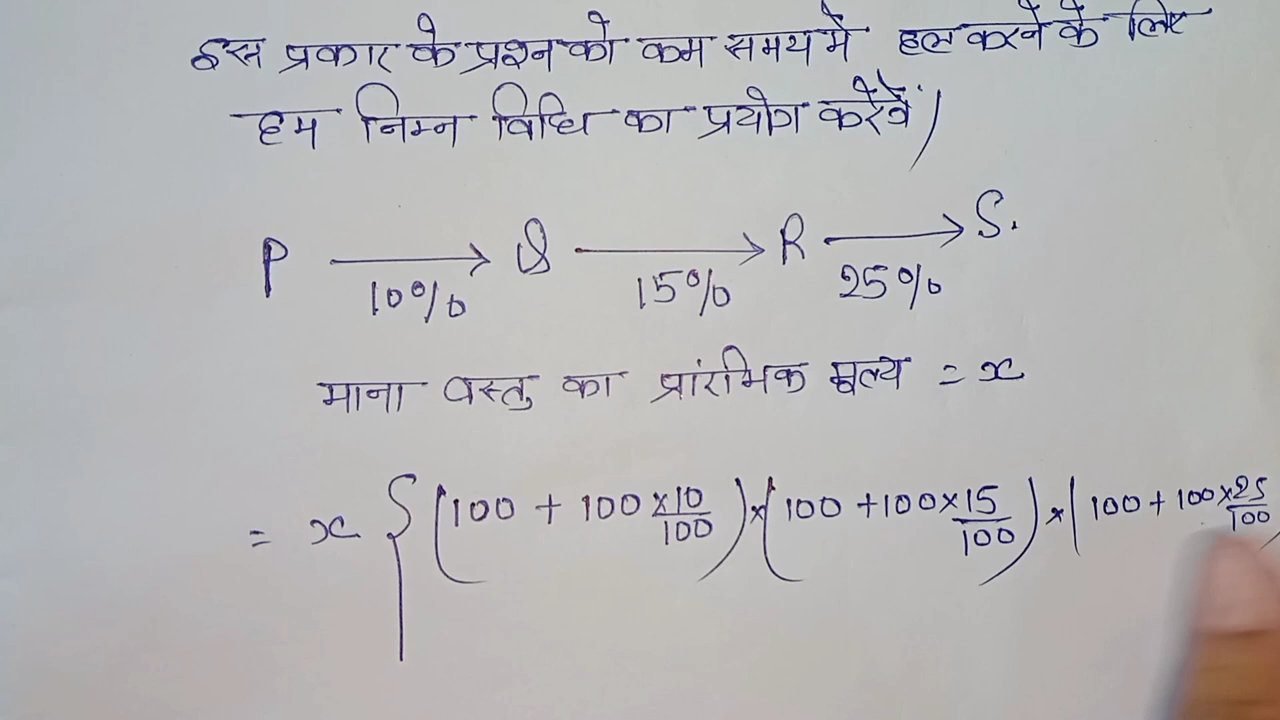 इस प्रकार के प्रश्न को कम समय में हल करने के लिए
हम निम्न विधि का प्रयोग करेंगें।
P → Q → R → S.
10% 15% 25%
माना वस्तु का प्रांरभिक मूल्य = x
= x { (100 + 100 × 10/100) × (100 + 100 × 15/100) × (100 + 100 × 25/100)